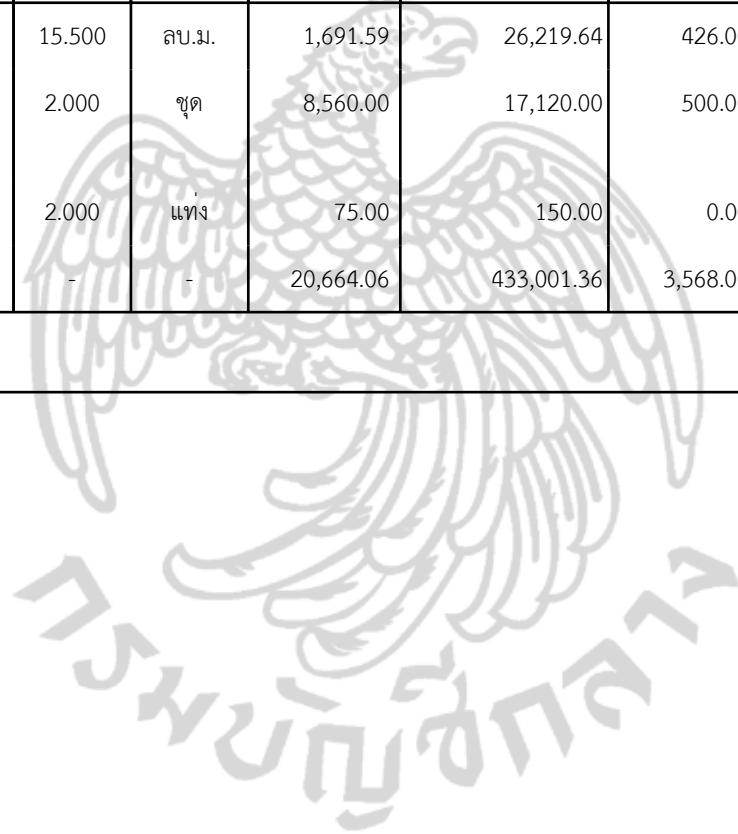 15.500 ลบ.ม. 1,691.59 26,219.64 426.0
2.000 ชุด 8,560.00 17,120.00 500.0
2.000 แท่ง 75.00 150.00 0.0
- - 20,664.06 433,001.36 3,568.0
กรมบัญชีกลาง